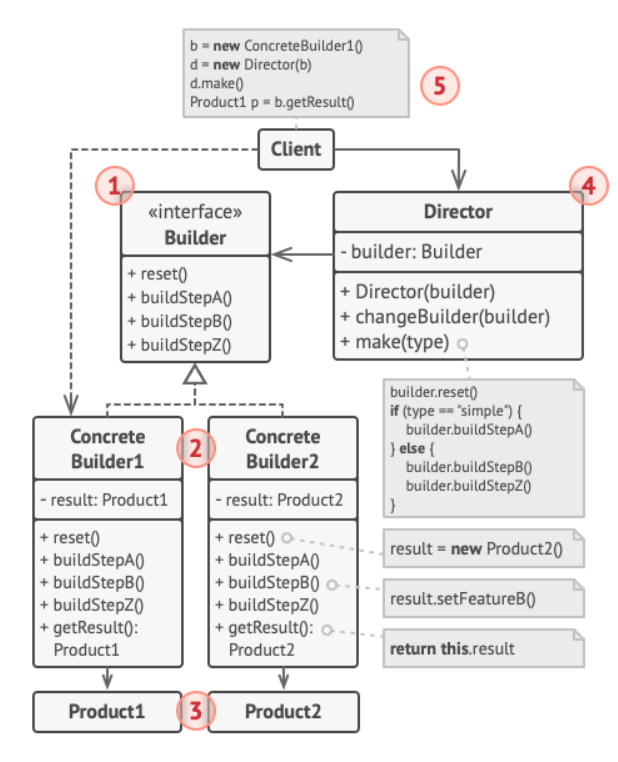 b = new ConcreteBuilder1()
d = new Director(b)
d.make()
Product1 p = b.getResult()
5
Client
1
«interface»
Builder
+ reset()
+ buildStepA()
+ buildStepB()
+ buildStepZ()
4
Director
- builder: Builder
+ Director(builder)
+ changeBuilder(builder)
+ make(type)
builder.reset()
if (type == "simple") {
builder.buildStepA()
} else {
builder.buildStepB()
builder.buildStepZ()
}
Concrete
Builder1
- result: Product1
+ reset()
+ buildStepA()
+ buildStepB()
+ buildStepZ()
+ getResult():
Product1
2
Concrete
Builder2
- result: Product2
+ reset()
+ buildStepA()
+ buildStepB()
+ buildStepZ()
+ getResult():
Product2
result = new Product2()
result.setFeatureB()
return this.result
Product1
3
Product2